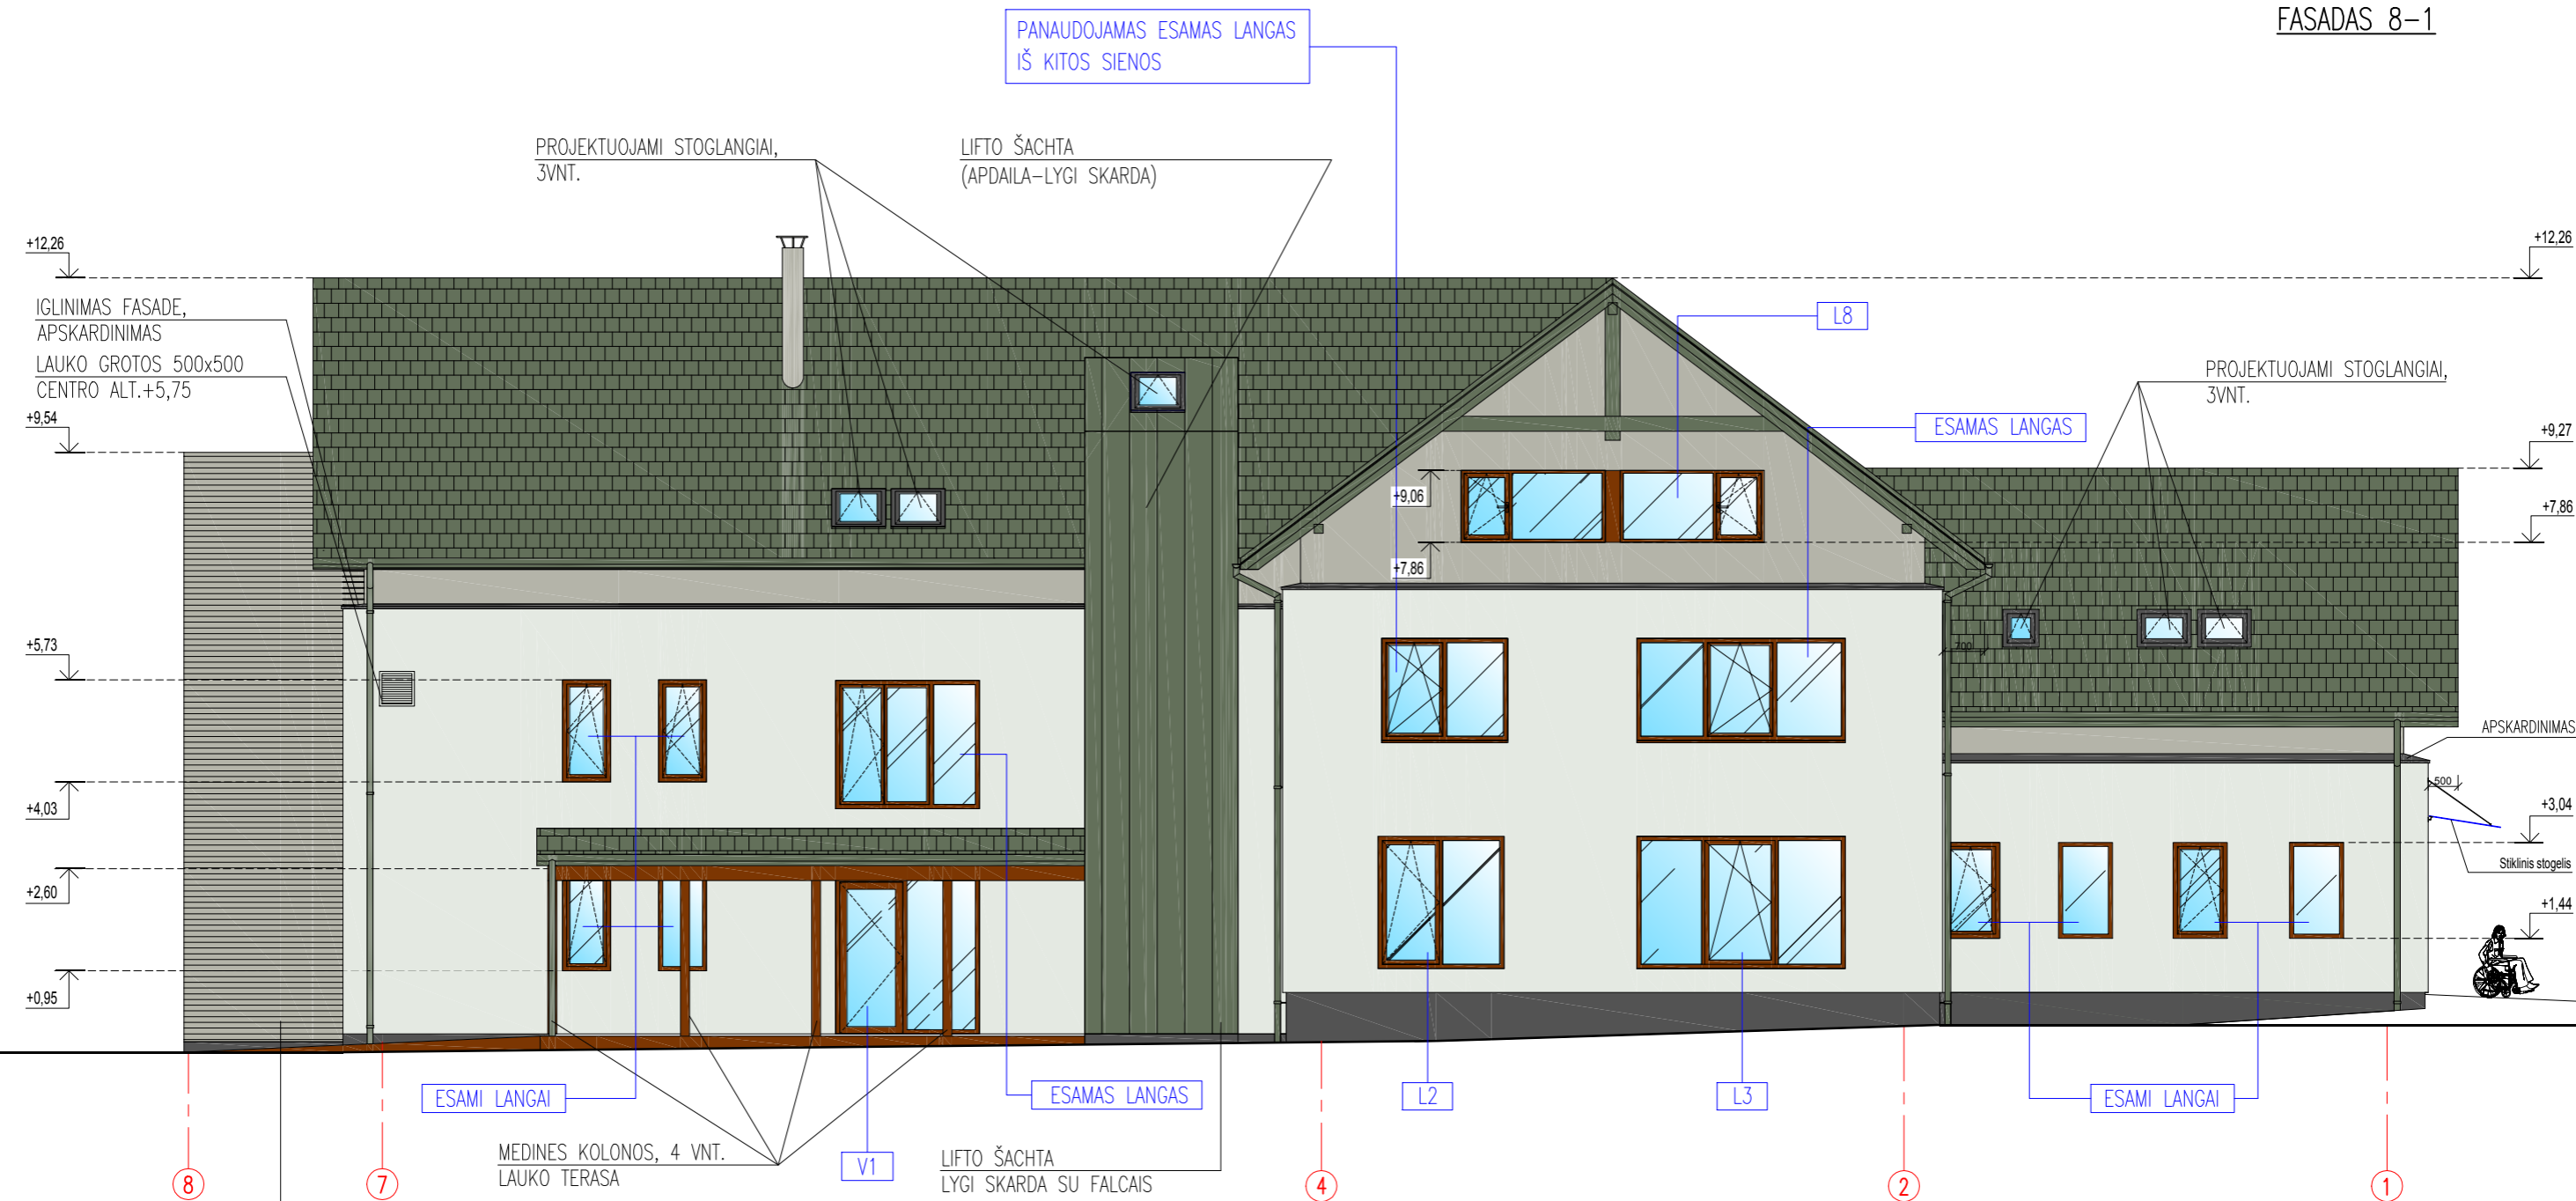 FASADAS 8-1
PANAUDOJAMAS ESAMAS LANGAS
IŠ KITOS SIENOS
PROJEKTUOJAMI STOGLANGIAI,
3VNT.
LIFTO ŠACHTA
(APDAILA-LYGI SKARDA)
+12,26
+12,26
IGLINIMAS FASADE,
APSKARDINIMAS
LAUKO GROTOS 500x500
CENTRO ALT.+5,75
L8
PROJEKTUOJAMI STOGLANGIAI,
3VNT.
+9,54
ESAMAS LANGAS
+9,27
+9,06
+7,86
+7,86
+5,73
700
APSKARDINIMAS
500
+4,03
+3,04
Stiklinis stogelis
+2,60
+1,44
+0,95
ESAMI LANGAI
ESAMAS LANGAS
L2
L3
ESAMI LANGAI
MEDINES KOLONOS, 4 VNT.
LAUKO TERASA
V1
LIFTO ŠACHTA
LYGI SKARDA SU FALCAIS
8
7
4
2
1